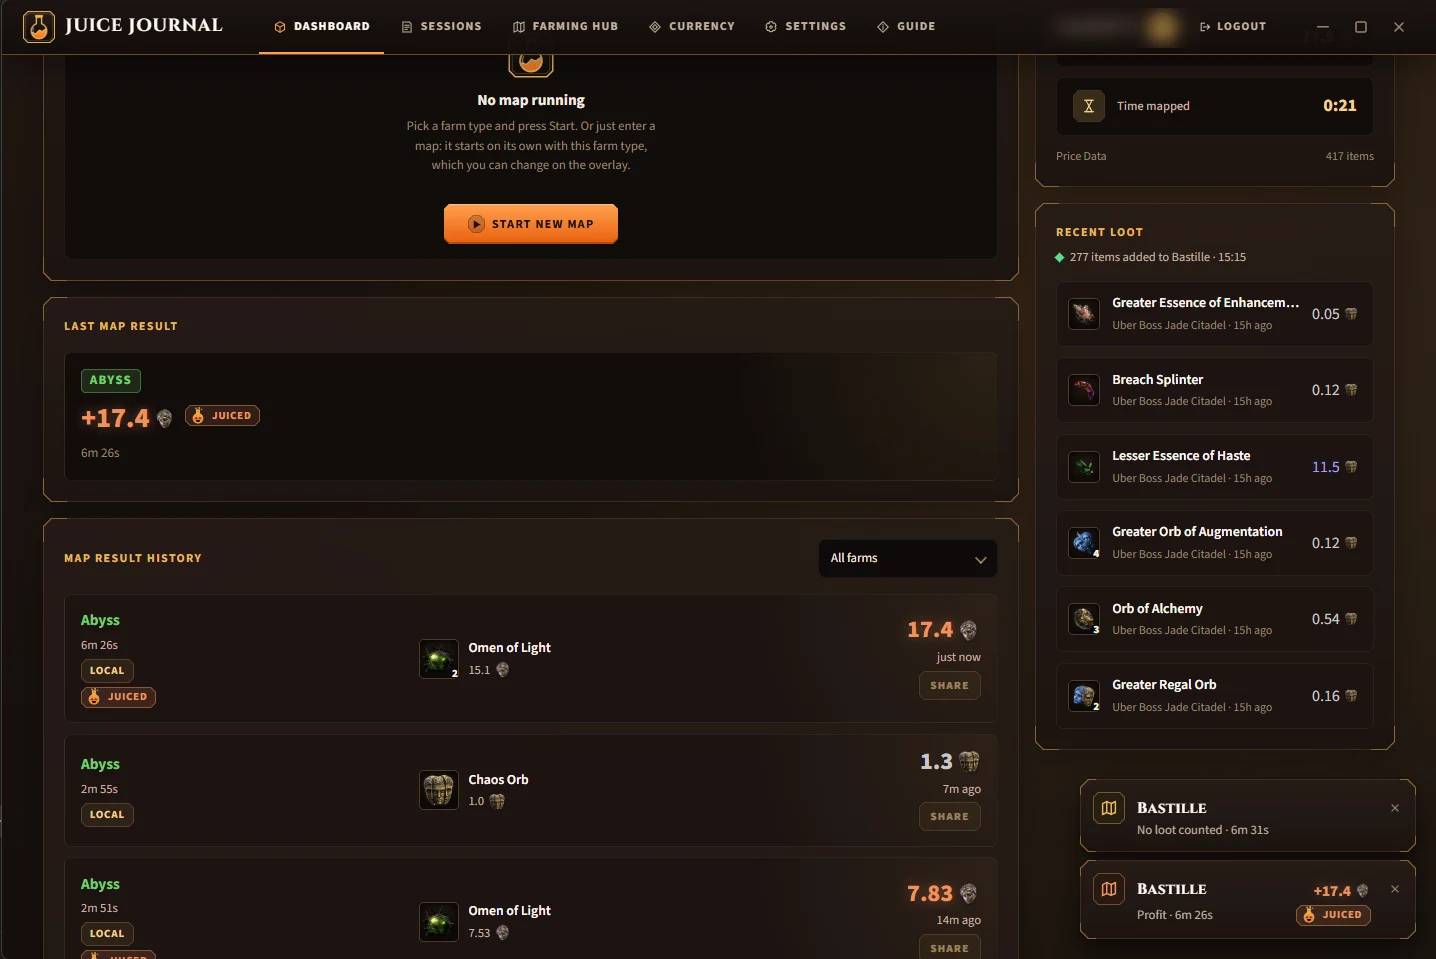 JUICE JOURNAL
DASHBOARD
SESSIONS
FARMING HUB
CURRENCY
SETTINGS
GUIDE
LOGOUT
No map running
Pick a farm type and press Start. Or just enter a
map: it starts on its own with this farm type,
which you can change on the overlay.
START NEW MAP
LAST MAP RESULT
ABYSS
+17.4
JUICED
6m 26s
MAP RESULT HISTORY
All farms
Abyss
6m 26s
LOCAL
JUICED
2
Omen of Light
15.1
17.4
just now
SHARE
Abyss
2m 55s
LOCAL
Chaos Orb
1.0
1.3
7m ago
SHARE
Abyss
2m 51s
LOCAL
JUICED
Omen of Light
7.53
7.83
14m ago
SHARE
Time mapped
0:21
Price Data
417 items
RECENT LOOT
277 items added to Bastille · 15:15
Greater Essence of Enhancem...
Uber Boss Jade Citadel · 15h ago
0.05
Breach Splinter
Uber Boss Jade Citadel · 15h ago
0.12
Lesser Essence of Haste
Uber Boss Jade Citadel · 15h ago
11.5
4
Greater Orb of Augmentation
Uber Boss Jade Citadel · 15h ago
0.12
3
Orb of Alchemy
Uber Boss Jade Citadel · 15h ago
0.54
2
Greater Regal Orb
Uber Boss Jade Citadel · 15h ago
0.16
BASTILLE
No loot counted · 6m 31s
BASTILLE
Profit · 6m 26s
+17.4
JUICED